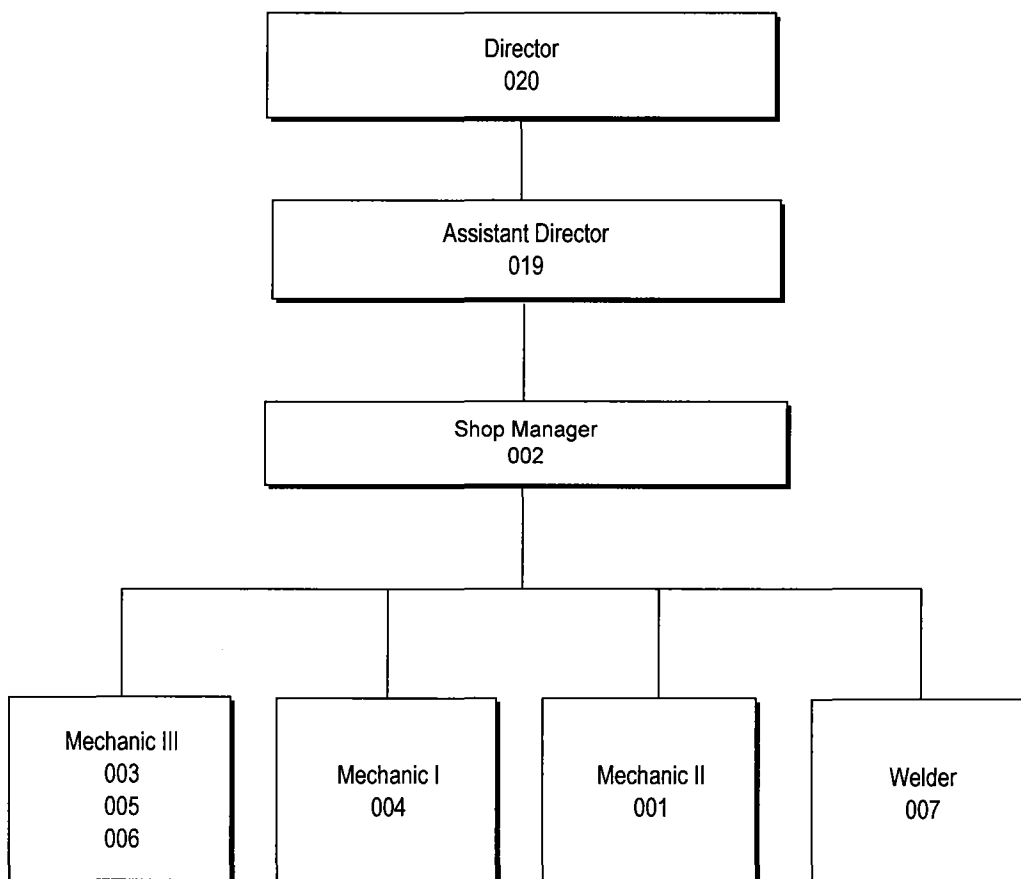 Director
020
Assistant Director
019
Shop Manager
002
Mechanic III
003
005
006
Mechanic I
004
Mechanic II
001
Welder
007